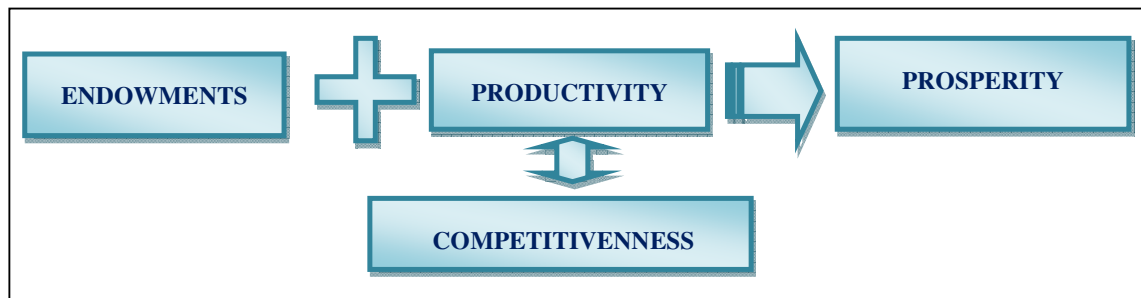 ENDOWMENTS
PRODUCTIVITY
PROSPERITY
COMPETITIVENNESS